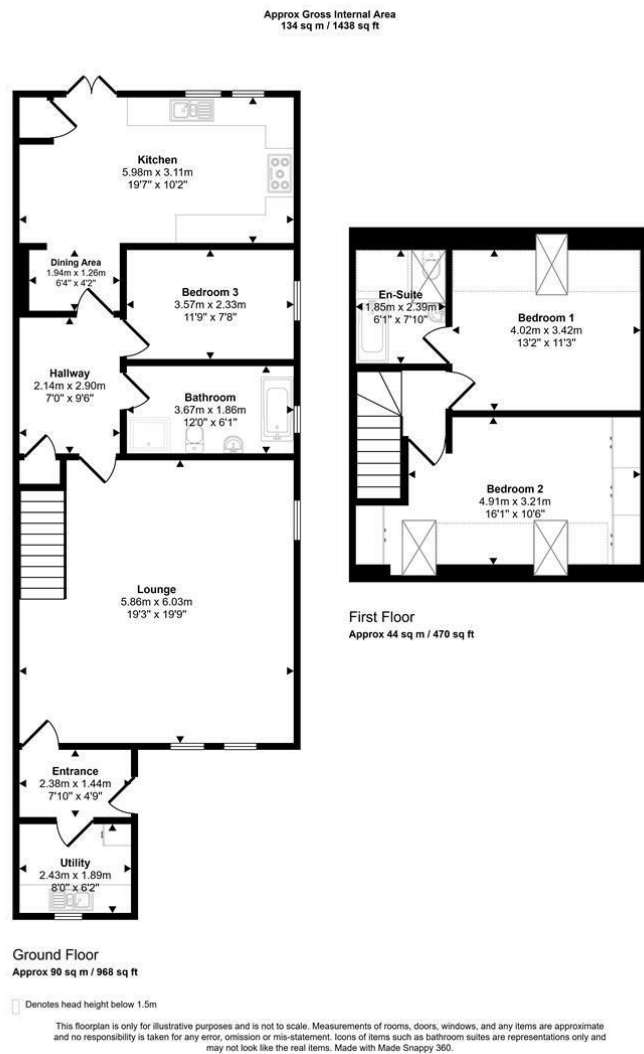 Approx Gross Internal Area
134 sq m / 1438 sq ft
Kitchen
5.98m x 3.11m
19'7" x 10'2"
Dining Area
1.94m x 1.26m
6'4" x 4'2"
Bedroom 3
3.57m x 2.33m
11'9" x 7'8"
Hallway
2.14m x 2.90m
7'0" x 9'6"
Bathroom
3.67m x 1.86m
12'0" x 6'1"
Lounge
5.86m x 6.03m
19'3" x 19'9"
Entrance
2.38m x 1.44m
7'10" x 4'9"
Utility
2.43m x 1.89m
8'0" x 6'2"
Ground Floor
Approx 90 sq m / 968 sq ft
En-Suite
1.85m x 2.39m
6'1" x 7'10"
Bedroom 1
4.02m x 3.42m
13'2" x 11'3"
Bedroom 2
4.91m x 3.21m
16'1" x 10'6"
First Floor
Approx 44 sq m / 470 sq ft
Denotes head height below 1.5m
This floorplan is only for illustrative purposes and is not to scale. Measurements of rooms, doors, windows, and any items are approximate
and no responsibility is taken for any error, omission or mis-statement. Icons of items such as bathroom suites are representations only and
may not look like the real items. Made with Made Snappy 360.